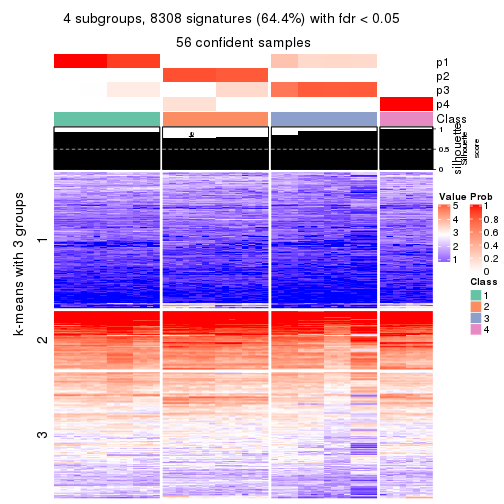 4 subgroups, 8308 signatures (64.4%) with fdr < 0.05
56 confident samples
p1
p2
p3
p4
Class
1
0.5
0
silhouette
Silhouette
score
k-means with 3 groups
1
2
3
Value
5
4
3
2
1
Prob
1
0.8
0.6
0.4
0.2
0
Class
1
2
3
4